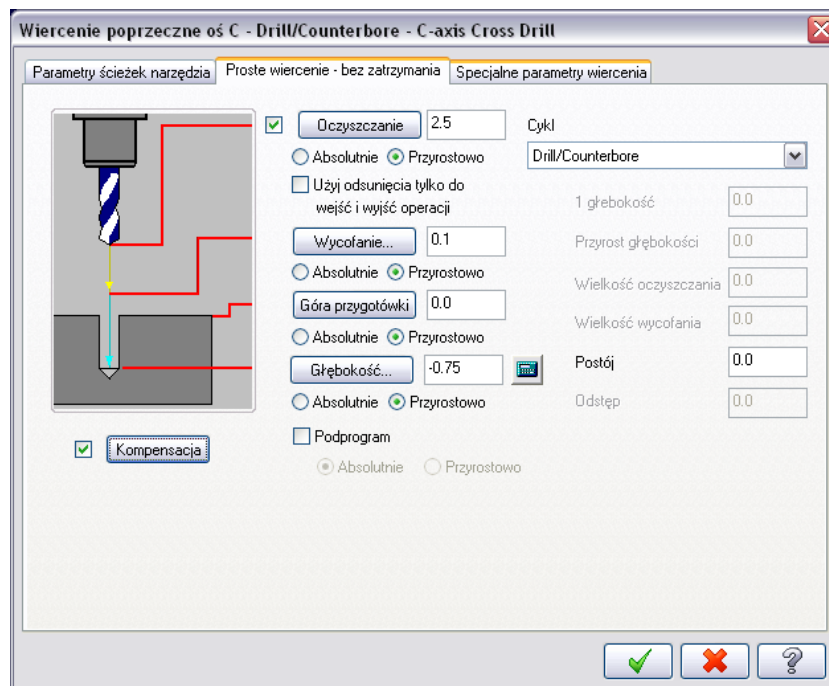 Wiercenie poprzeczne oś C - Drill/Counterbore - C-axis Cross Drill
Parametry ścieżek narzędzia
Proste wiercenie - bez zatrzymania
Specjalne parametry wiercenia
Oczyszczanie
2.5
Absolutnie
Przyrostowo
Użyj odsunięcia tylko do
wejść i wyjść operacji
Wycofanie...
0.1
Absolutnie
Przyrostowo
Góra przygotówki
0.0
Absolutnie
Przyrostowo
Głębokość...
-0.75
Absolutnie
Przyrostowo
Podprogram
Absolutnie
Przyrostowo
Kompensacja
Cykl
Drill/Counterbore
1 głebokość
0.0
Przyrost głębokości
0.0
Wielkość oczyszczania
0.0
Wielkość wycofania
0.0
Postój
0.0
Odstęp
0.0